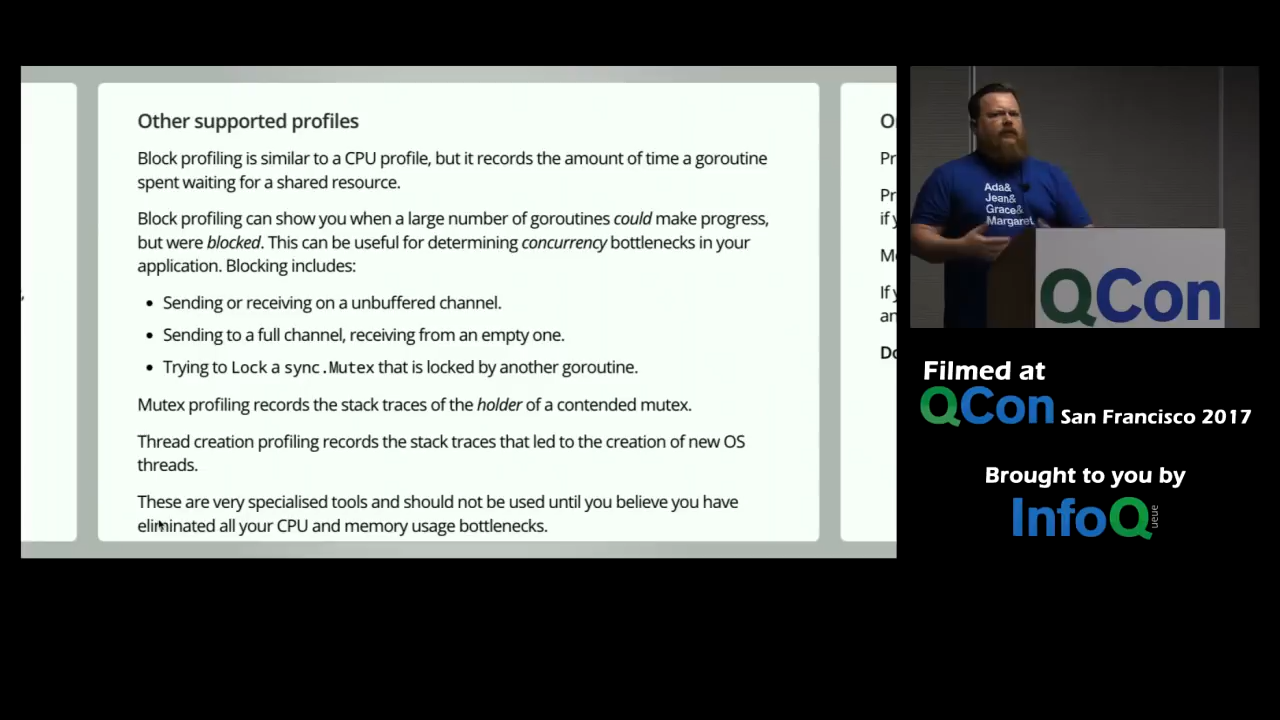 Other supported profiles
Block profiling is similar to a CPU profile, but it records the amount of time a goroutine
spent waiting for a shared resource.
Block profiling can show you when a large number of goroutines could make progress,
but were blocked. This can be useful for determining concurrency bottlenecks in your
application. Blocking includes:
• Sending or receiving on a unbuffered channel.
• Sending to a full channel, receiving from an empty one.
• Trying to Lock a sync.Mutex that is locked by another goroutine.
Mutex profiling records the stack traces of the holder of a contended mutex.
Thread creation profiling records the stack traces that led to the creation of new OS
threads.
These are very specialised tools and should not be used until you believe you have
eliminated all your CPU and memory usage bottlenecks.
Ada&
Jean&
Grace&
Margaret
QCon
Filmed at
QCon San Francisco 2017
Brought to you by
InfoQ
ueue